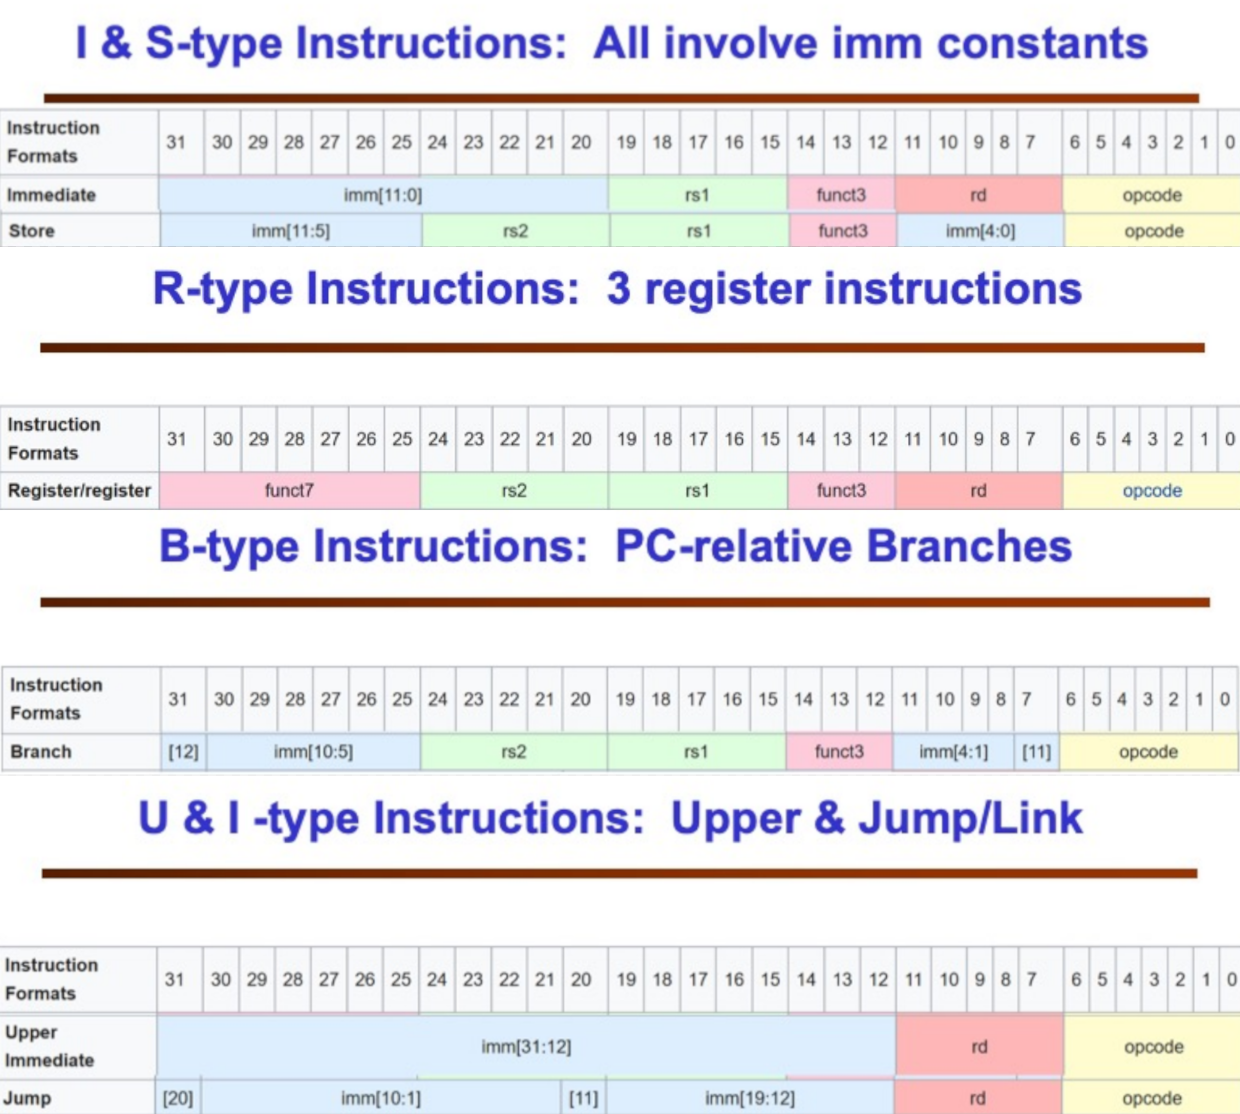 I & S-type Instructions: All involve imm constants
Instruction Formats 31 30 29 28 27 26 25 24 23 22 21 20 19 18 17 16 15 14 13 12 11 10 9 8 7 6 5 4 3 2 1 0
Immediate imm[11:0] rs1 funct3 rd opcode
Store imm[11:5] rs2 rs1 funct3 imm[4:0] opcode
R-type Instructions: 3 register instructions
Instruction Formats 31 30 29 28 27 26 25 24 23 22 21 20 19 18 17 16 15 14 13 12 11 10 9 8 7 6 5 4 3 2 1 0
Register/register funct7 rs2 rs1 funct3 rd opcode
B-type Instructions: PC-relative Branches
Instruction Formats 31 30 29 28 27 26 25 24 23 22 21 20 19 18 17 16 15 14 13 12 11 10 9 8 7 6 5 4 3 2 1 0
Branch [12] imm[10:5] rs2 rs1 funct3 imm[4:1] [11] opcode
U & I -type Instructions: Upper & Jump/Link
Instruction Formats 31 30 29 28 27 26 25 24 23 22 21 20 19 18 17 16 15 14 13 12 11 10 9 8 7 6 5 4 3 2 1 0
Upper Immediate imm[31:12] rd opcode
Jump [20] imm[10:1] [11] imm[19:12] rd opcode